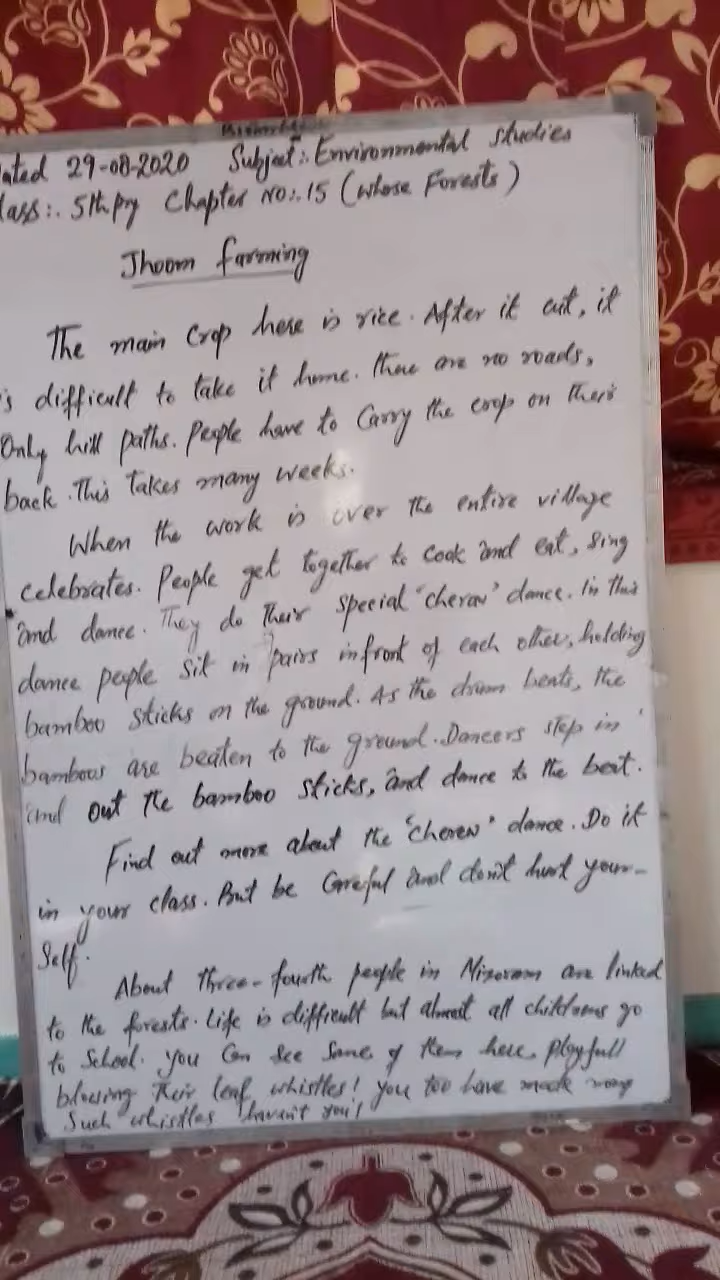 ated 29-08-2020 Subject:. Environmental studies
lass:. 5th pry Chapter No:. 15 (Whose Forests)
Jhoom farming
The main crop here is rice. After it cut, it
is difficult to take it home. There are no roads,
Only hill paths. People have to Carry the crop on their
back. This takes many weeks.
When the work is over the entire village
celebrates. People get together to cook and eat, sing
and dance. They do their special 'cheraw' dance. In this
dance people sit in pairs infront of each other, holding
bamboo sticks on the ground. As the drum beats, the
bamboos are beaten to the ground. Dancers step in
and out the bamboo sticks, and dance to the beat.
Find out more about the "cherew" dance. Do it
in your class. But be Careful and don't hurt your-
Self.
About three-fourth people in Mizoram are linked
to the forests. Life is difficult but almost all childrens go
to School. you Can See Some of them here, playfull
blowing their leaf whistles! you too have made many
Such whistles havent you!